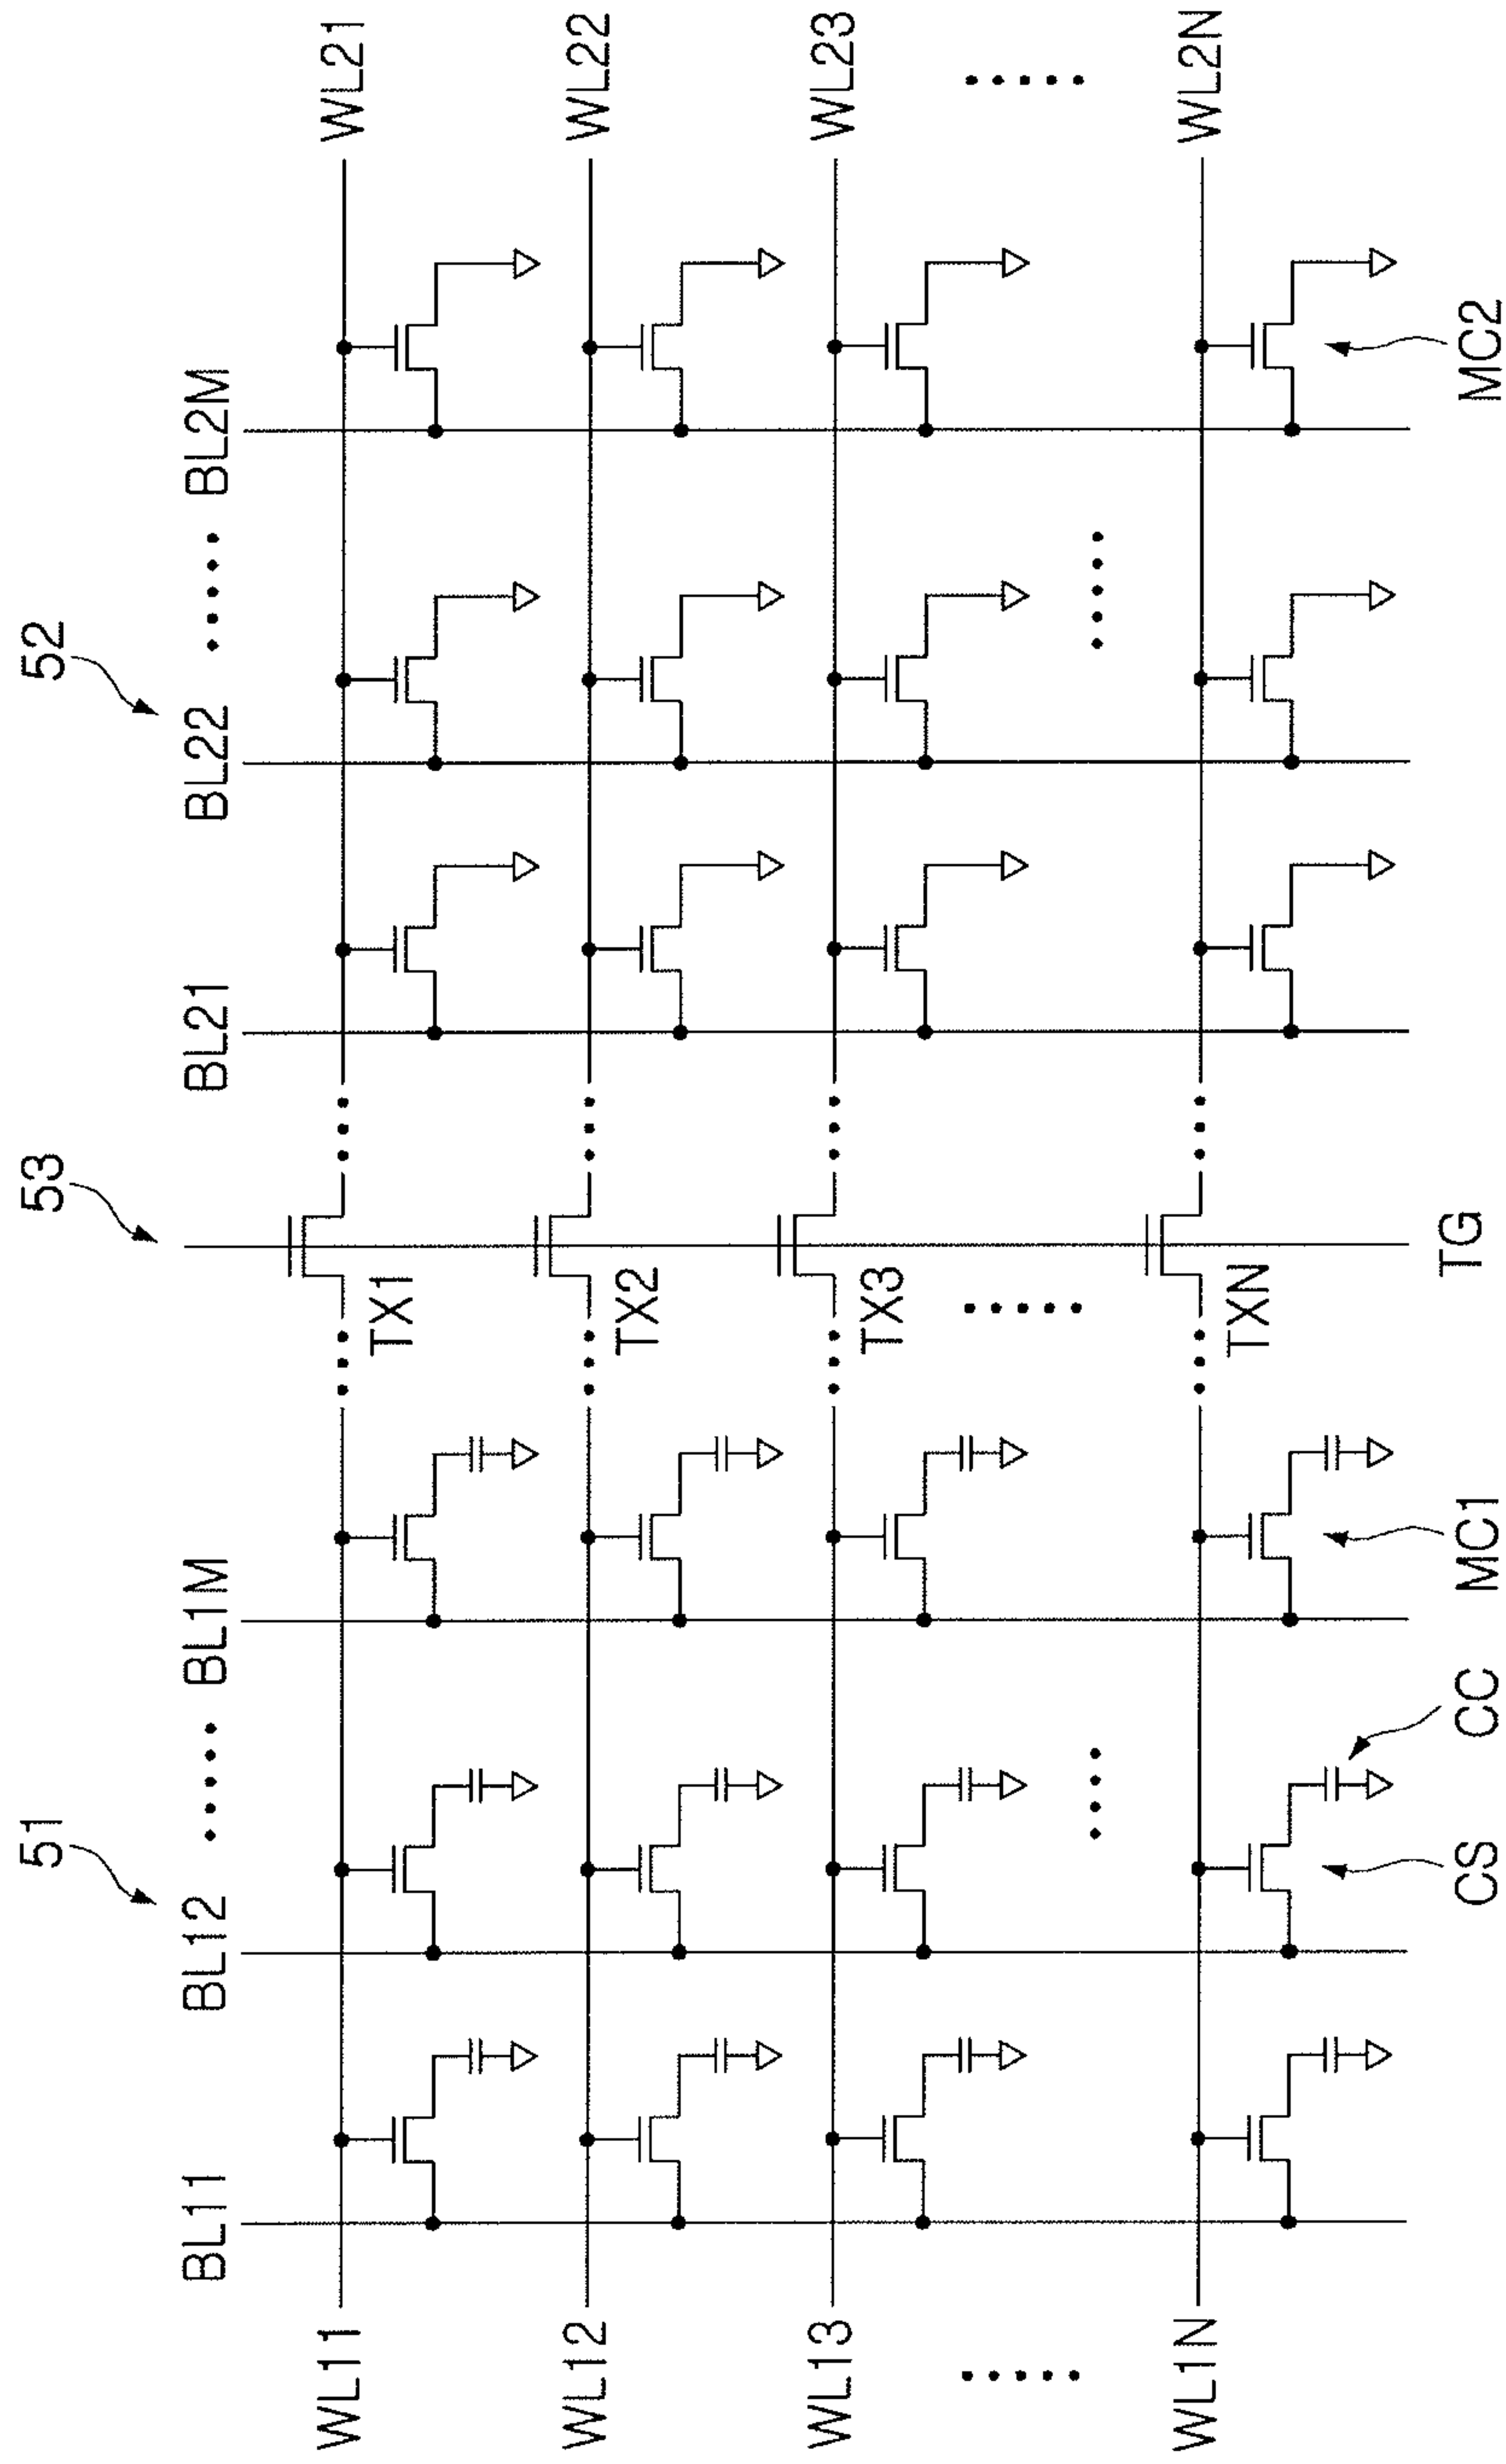 51
53
52
BL11
BL12
BL1M
BL21
BL22
BL2M
WL11
TX1
WL21
WL12
TX2
WL22
WL13
TX3
WL23
WL1N
TXN
WL2N
CS
CC
MC1
TG
MC2